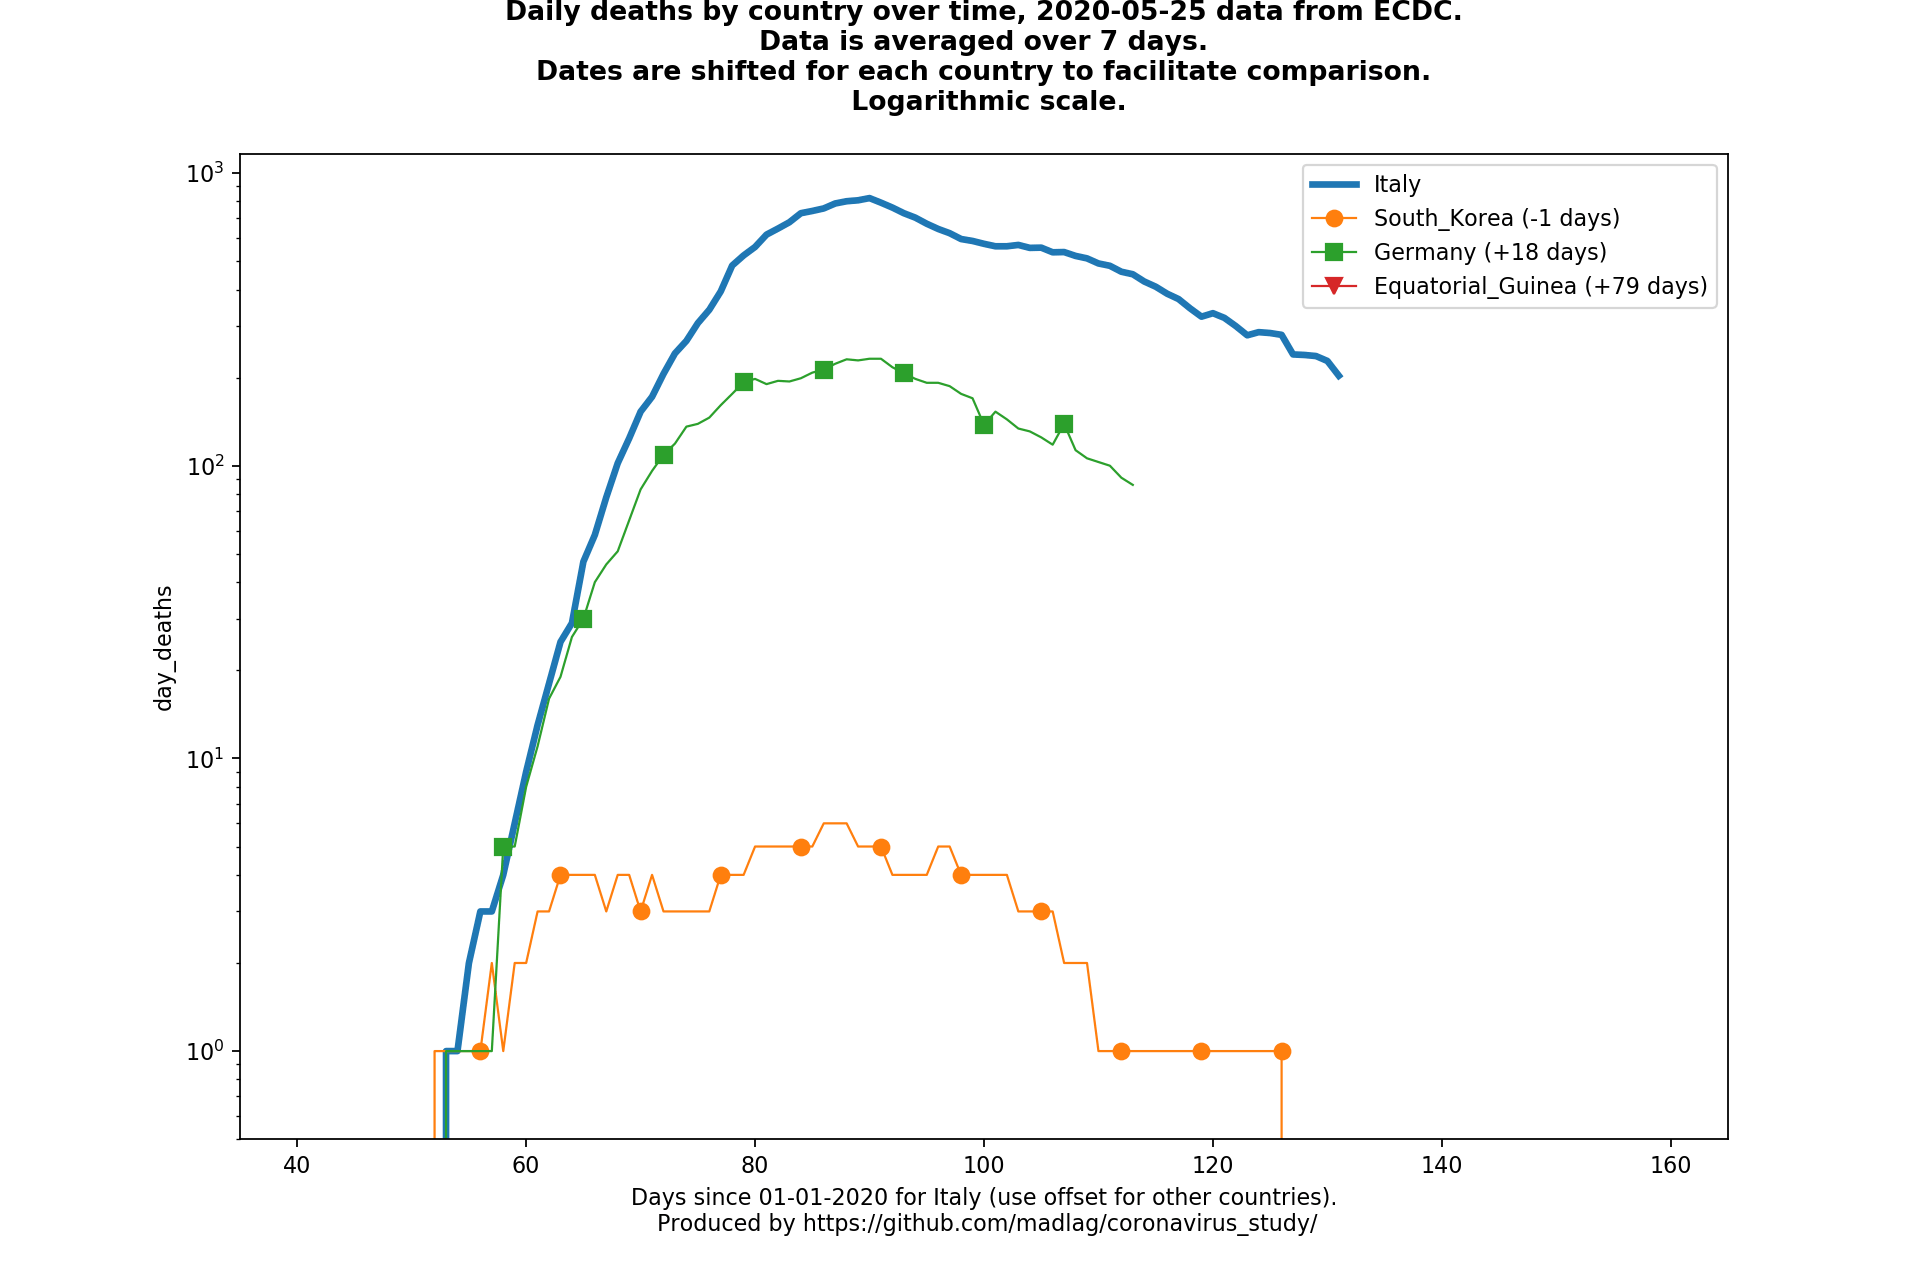 Daily deaths by country over time, 2020-05-25 data from ECDC.
Data is averaged over 7 days.
Dates are shifted for each country to facilitate comparison.
Logarithmic scale.
10³
10²
10¹
10⁰
day_deaths
Italy
South_Korea (-1 days)
Germany (+18 days)
Equatorial_Guinea (+79 days)
40 60 80 100 120 140 160
Days since 01-01-2020 for Italy (use offset for other countries).
Produced by https://github.com/madlag/coronavirus_study/